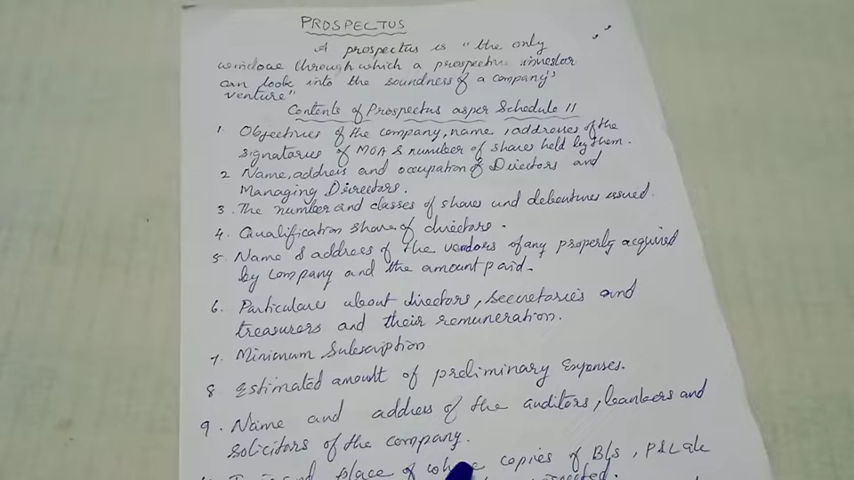 PROSPECTUS
A prospectus is "the only
windowe through which a prospective investor
can look into the soundness of a company's
venture"
Contents of Prospectus as per Schedule II
1. Objectives of the company, name, addresses of the
signatories of MOA & number of shares held by them.
2. Name, address and occupation of Directors and
Managing Directors.
3. The number and classes of shares and debentures issued.
4. Qualification share of directors.
5. Name & address of the vendors of any property acquired
by company and the amount paid.
6. Particulars about directors, secretaries and
treasurers and their remuneration.
7. Minimum Subscription
8 Estimated amount of preliminary Expenses.
9. Name and address of the auditors, bankers and
solicitors of the company.
and place of copies of B/s, P&L a/c